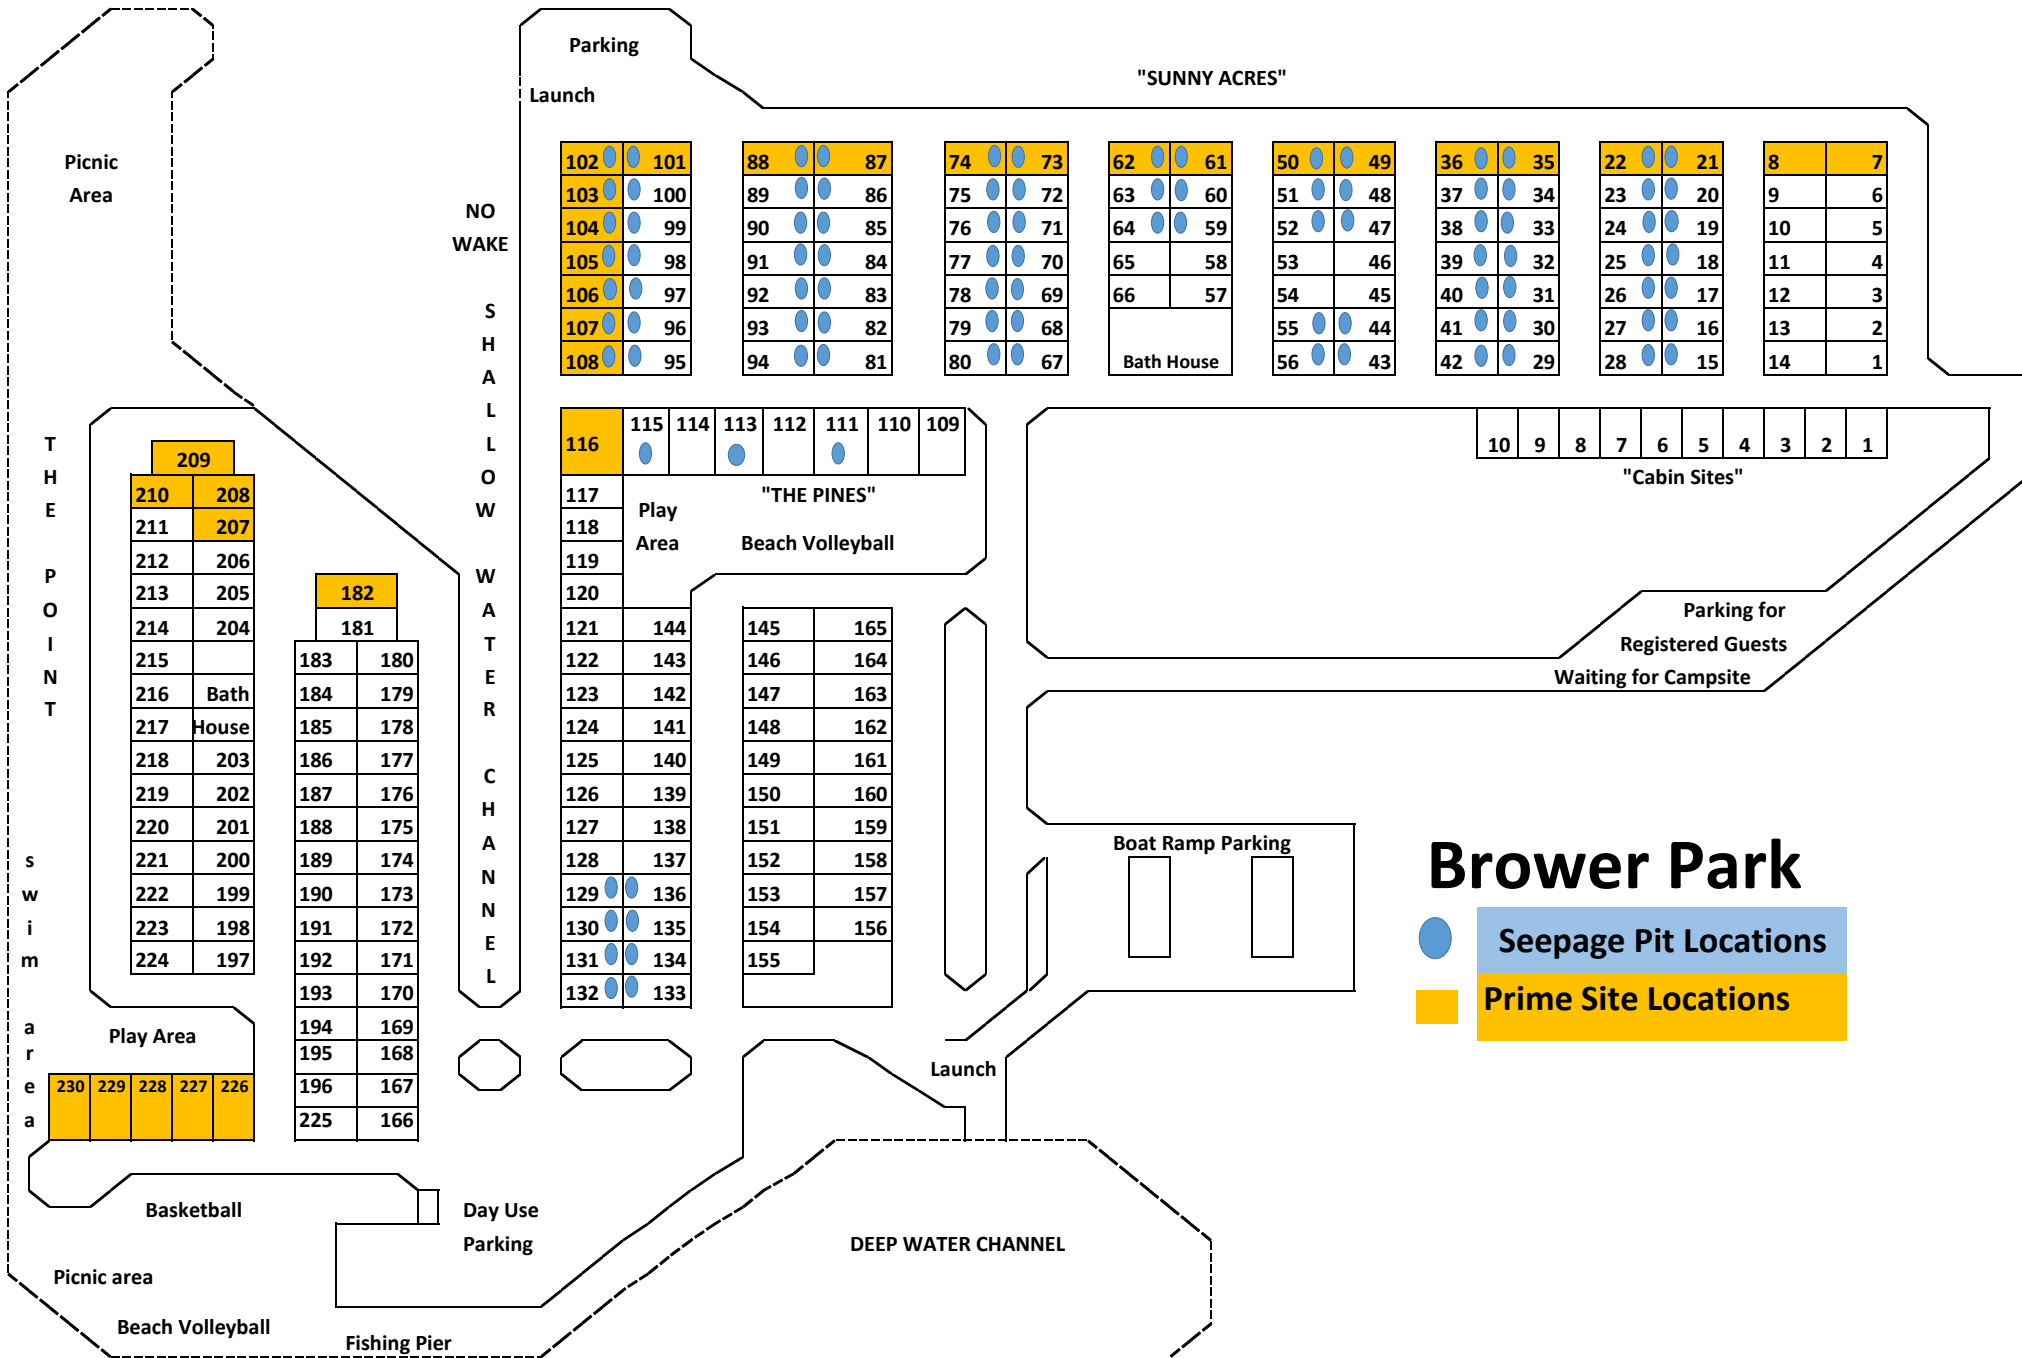 Parking
"SUNNY ACRES"
Launch
Picnic
Area
NO
WAKE
SHALLOW WATER CHANNEL
102 101 88 87 74 73 62 61 50 49 36 35 22 21 8 7
103 100 89 86 75 72 63 60 51 48 37 34 23 20 9 6
104 99 90 85 76 71 64 59 52 47 38 33 24 19 10 5
105 98 91 84 77 70 65 58 53 46 39 32 25 18 11 4
106 97 92 83 78 69 66 57 54 45 40 31 26 17 12 3
107 96 93 82 79 68 55 44 41 30 27 16 13 2
108 95 94 81 80 67 Bath House 56 43 42 29 28 15 14 1
116 115 114 113 112 111 110 109
10 9 8 7 6 5 4 3 2 1
"Cabin Sites"
"THE PINES"
Play
Area
Beach Volleyball
117
118
119
120
121 144 145 165
122 143 146 164
123 142 147 163
124 141 148 162
125 140 149 161
126 139 150 160
127 138 151 159
128 137 152 158
129 136 153 157
130 135 154 156
131 134 155
132 133
THE POINT
209
210 208
211 207
212 206
213 205
214 204
215
216 Bath
217 House
218 203
219 202
220 201
221 200
222 199
223 198
224 197
182
181
183 180
184 179
185 178
186 177
187 176
188 175
189 174
190 173
191 172
192 171
193 170
194 169
195 168
196 167
225 166
swim area
Play Area
230 229 228 227 226
Parking for
Registered Guests
Waiting for Campsite
Boat Ramp Parking
Brower Park
Seepage Pit Locations
Prime Site Locations
Launch
Basketball
Day Use
Parking
DEEP WATER CHANNEL
Picnic area
Beach Volleyball
Fishing Pier